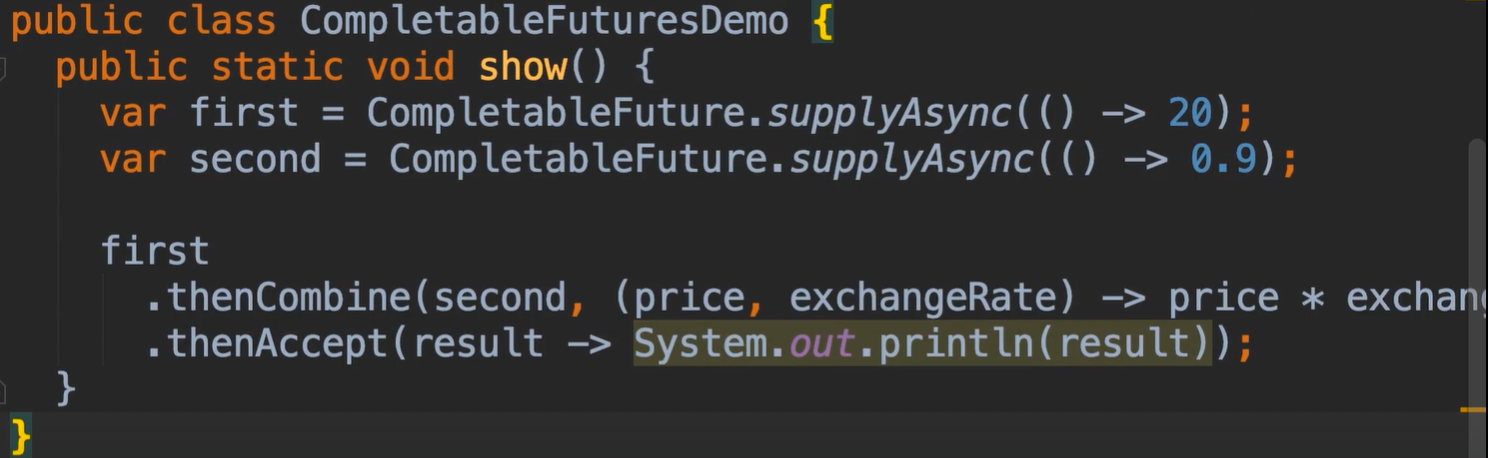 public class CompletableFuturesDemo {
public static void show() {
var first = CompletableFuture.supplyAsync(() -> 20);
var second = CompletableFuture.supplyAsync(() -> 0.9);
first
.thenCombine(second, (price, exchangeRate) -> price * exchang
.thenAccept(result -> System.out.println(result));
}
}